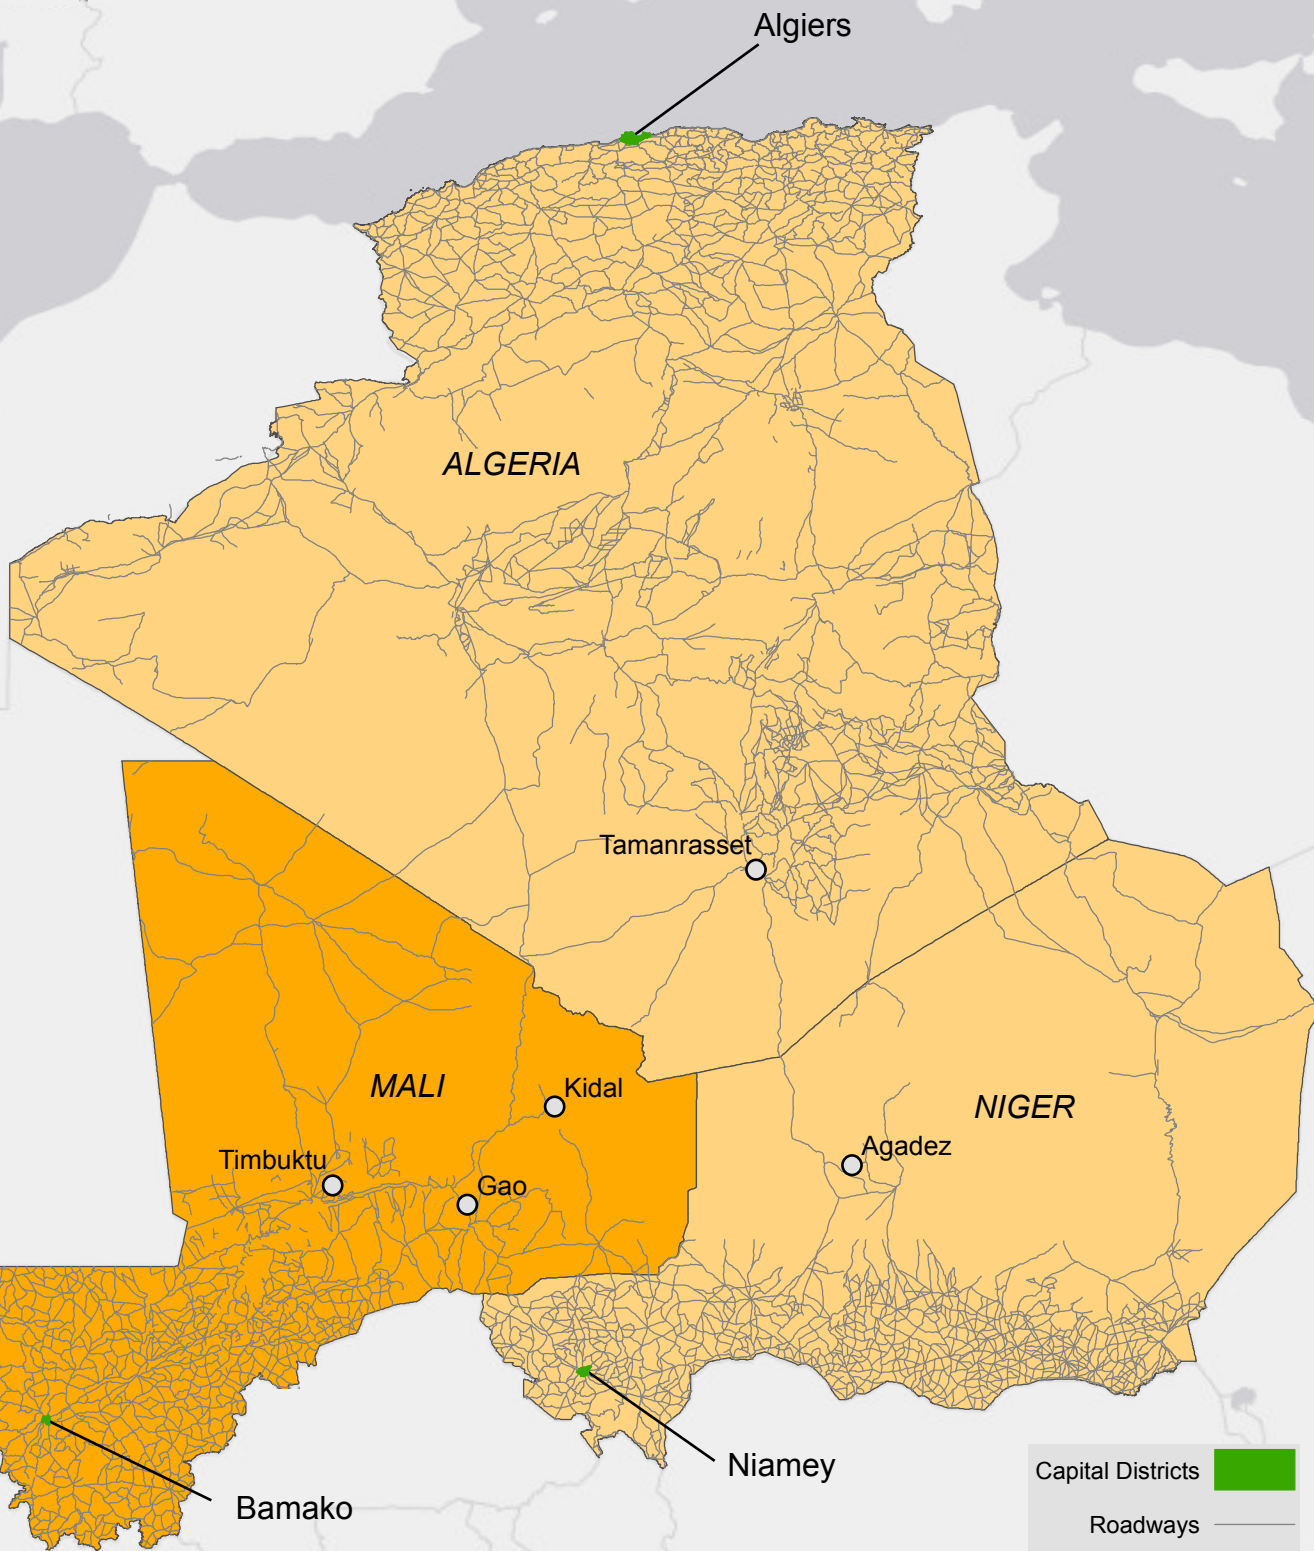 Algiers
ALGERIA
Tamanrasset
MALI
Kidal
NIGER
Agadez
Timbuktu
Gao
Niamey
Bamako
Capital Districts
Roadways